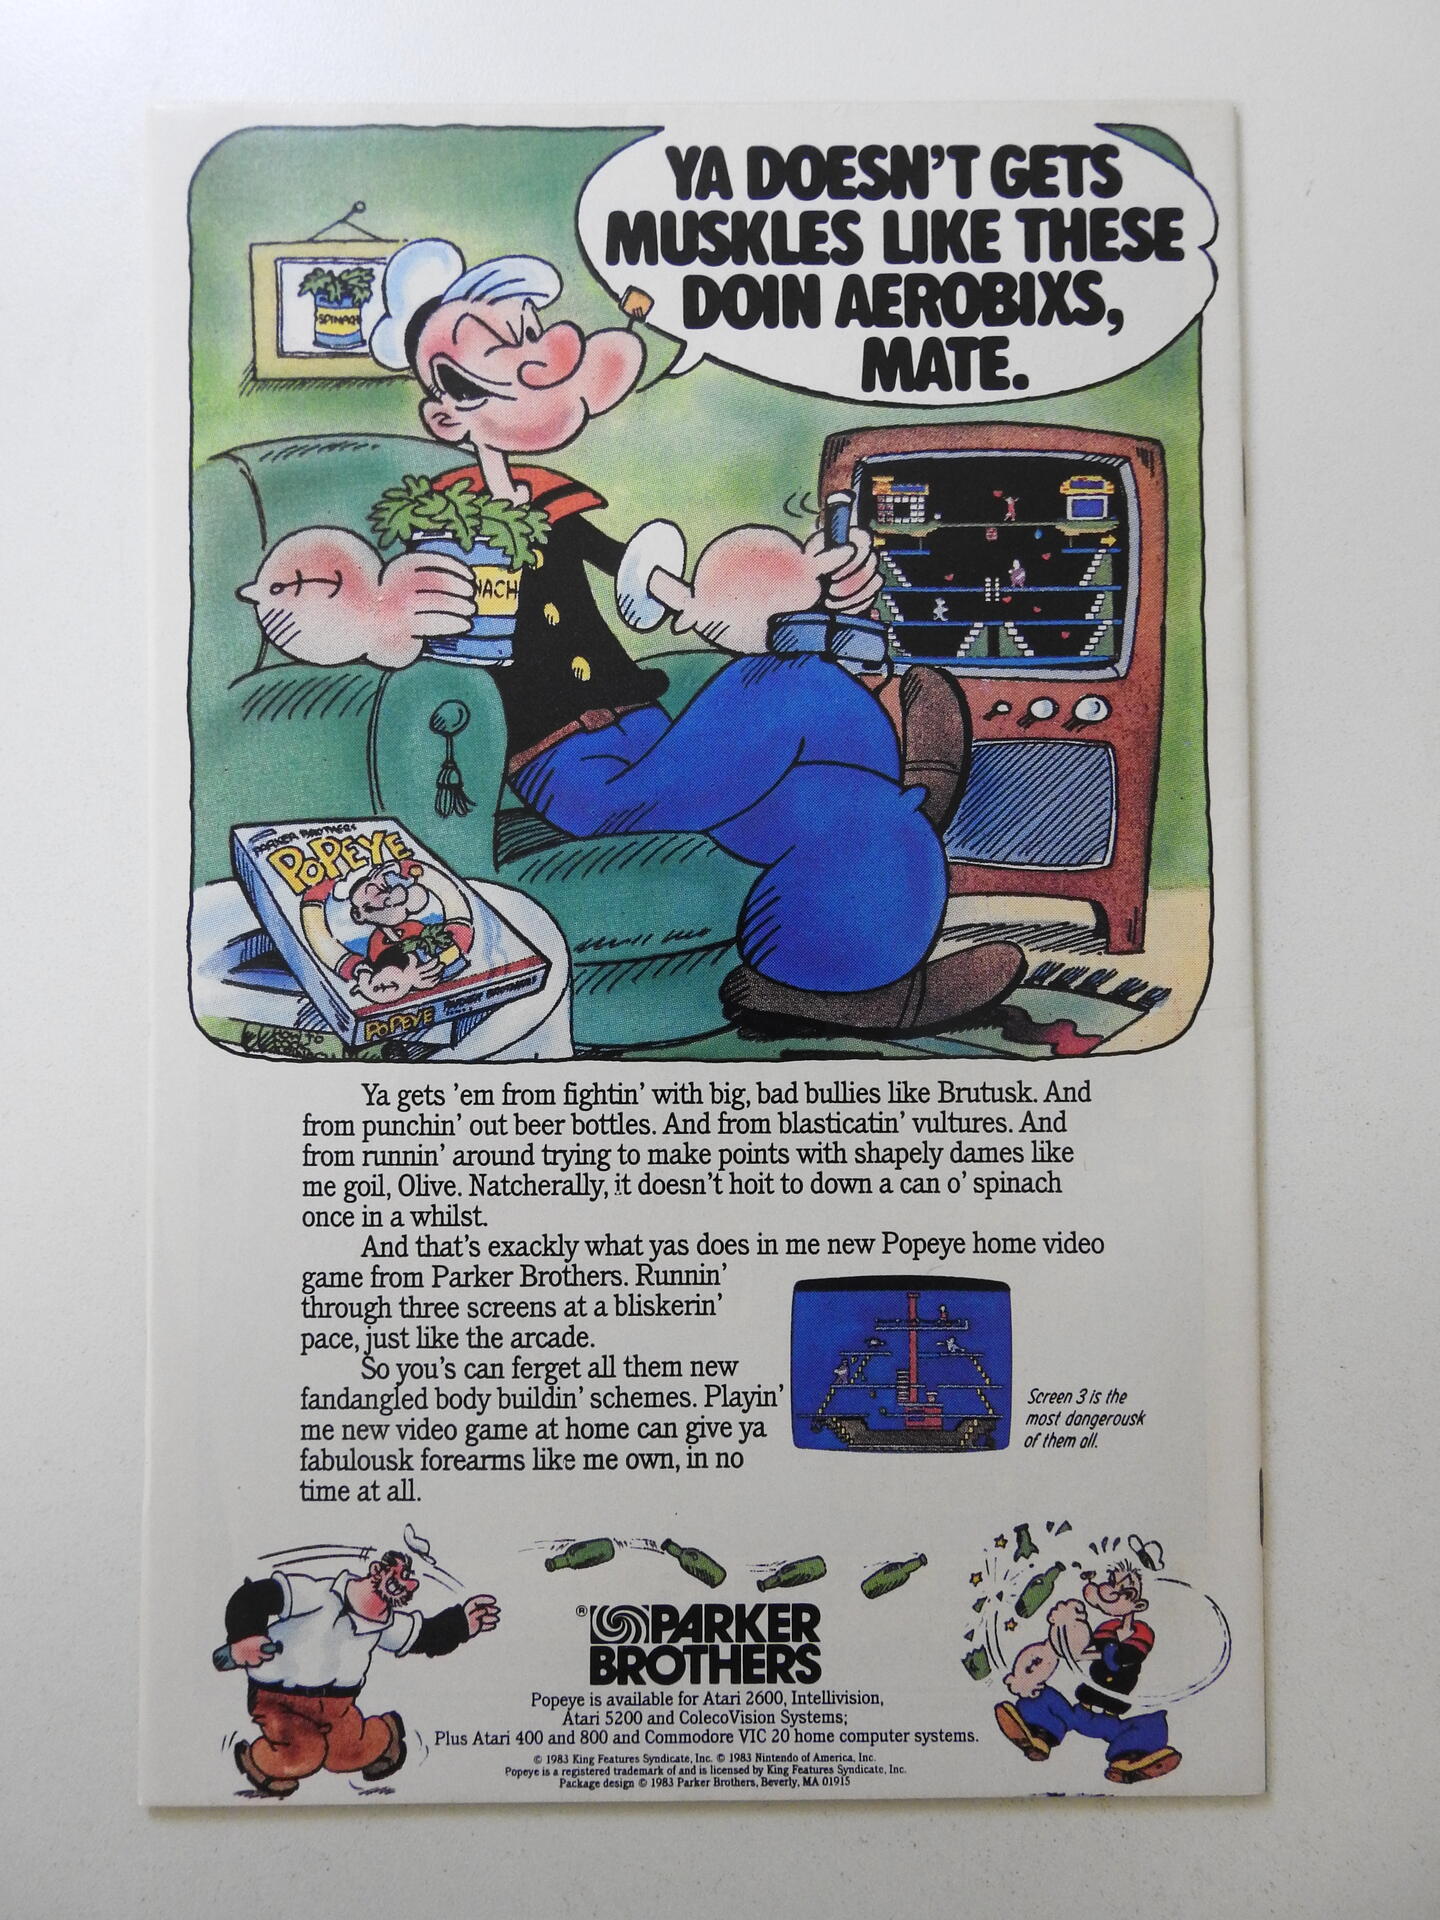 YA DOESN'T GETS
MUSKLES LIKE THESE
DOIN AEROBIXS,
MATE.
SPINACH
NACH
PARKER BROTHERS
POPEYE
POPEYE PARKER BROTHERS
Ya gets 'em from fightin' with big, bad bullies like Brutusk. And
from punchin' out beer bottles. And from blasticatin' vultures. And
from runnin' around trying to make points with shapely dames like
me goil, Olive. Natcherally, it doesn't hoit to down a can o' spinach
once in a whilst.
And that's exackly what yas does in me new Popeye home video
game from Parker Brothers. Runnin'
through three screens at a bliskerin'
pace, just like the arcade.
So you's can ferget all them new
fandangled body buildin' schemes. Playin'
me new video game at home can give ya
fabulousk forearms like me own, in no
time at all.
Screen 3 is the
most dangerousk
of them all.
® PARKER
BROTHERS
Popeye is available for Atari 2600, Intellivision,
Atari 5200 and ColecoVision Systems;
Plus Atari 400 and 800 and Commodore VIC 20 home computer systems.
© 1983 King Features Syndicate, Inc. © 1983 Nintendo of America, Inc.
Popeye is a registered trademark of and is licensed by King Features Syndicate, Inc.
Package design © 1983 Parker Brothers, Beverly, MA 01915